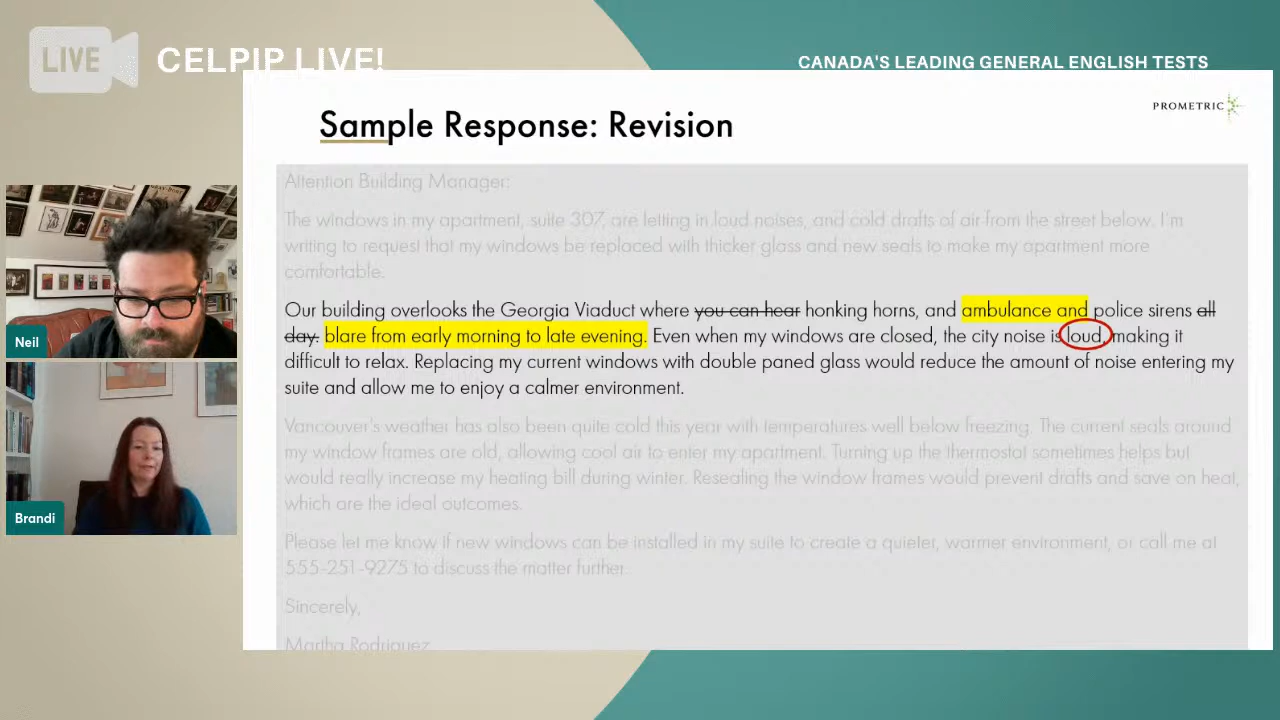 LIVE
CELPIP LIVE!
CANADA'S LEADING GENERAL ENGLISH TESTS
PROMETRIC
Sample Response: Revision
Attention Building Manager:
The windows in my apartment, suite 307, are letting in loud noises, and cold drafts of air from the street below. I'm
writing to request that my windows be replaced with thicker glass and new seals to make my apartment more
comfortable.
Our building overlooks the Georgia Viaduct where you can hear honking horns, and ambulance and police sirens all
day. blare from early morning to late evening. Even when my windows are closed, the city noise is loud, making it
difficult to relax. Replacing my current windows with double paned glass would reduce the amount of noise entering my
suite and allow me to enjoy a calmer environment.
Vancouver's weather has also been quite cold this year with temperatures well below freezing. The current seals around
my window frames are old, allowing cool air to enter my apartment. Turning up the thermostat sometimes helps but
would really increase my heating bill during winter. Resealing the window frames would prevent drafts and save on heat,
which are the ideal outcomes.
Please let me know if new windows can be installed in my suite to create a quieter, warmer environment, or call me at
555-251-9275 to discuss the matter further.
Sincerely,
Martha Rodriguez
Neil
Brandi